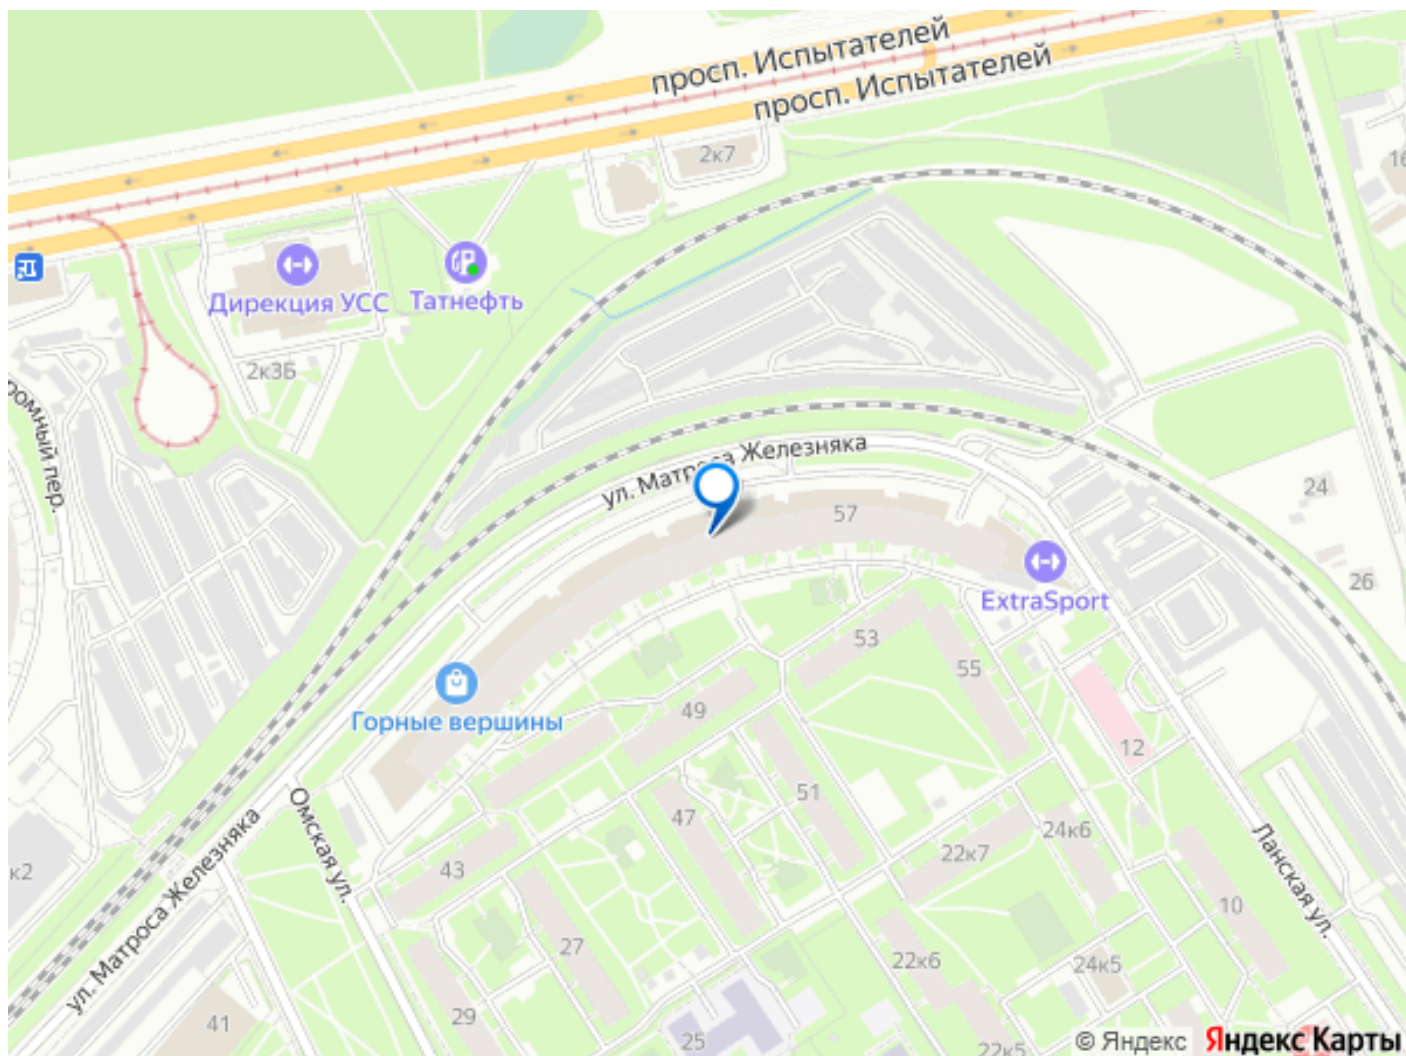 просп. Испытателей
просп. Испытателей
2к7
16
Дирекция УСС
Татнефть
2к3Б
ромный пер.
ул. Матроса Железняка
57
24
26
ExtraSport
53
55
Горные вершины
49
12
51
47
24к6
22к7
43
к2
Омская ул.
ул. Матроса Железняка
Ланская ул.
10
27
22к6
24к5
29
41
25
22к5
© Яндекс
Яндекс Карты